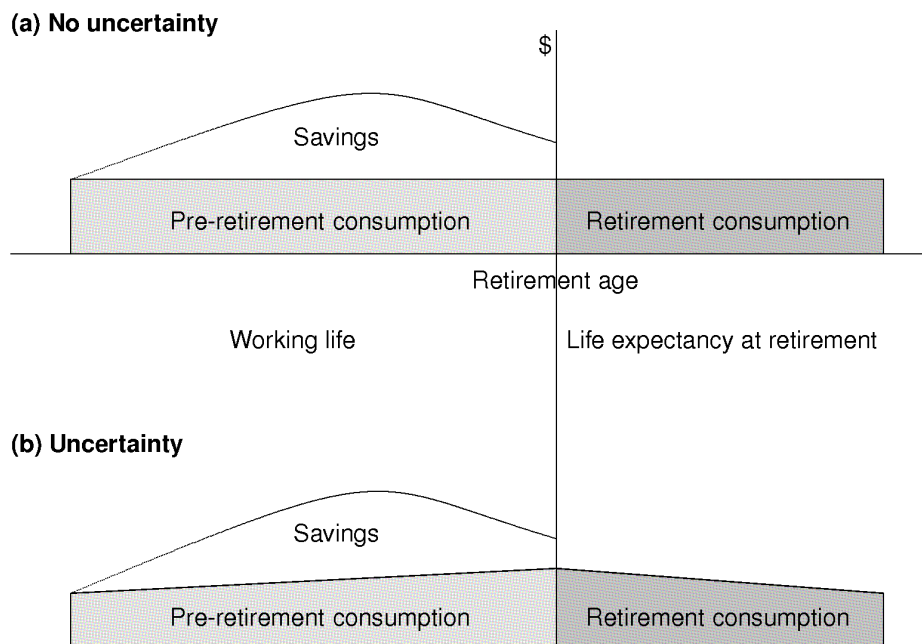 (a) No uncertainty
$
Savings
Pre-retirement consumption Retirement consumption
Retirement age
Working life Life expectancy at retirement
(b) Uncertainty
Savings
Pre-retirement consumption Retirement consumption